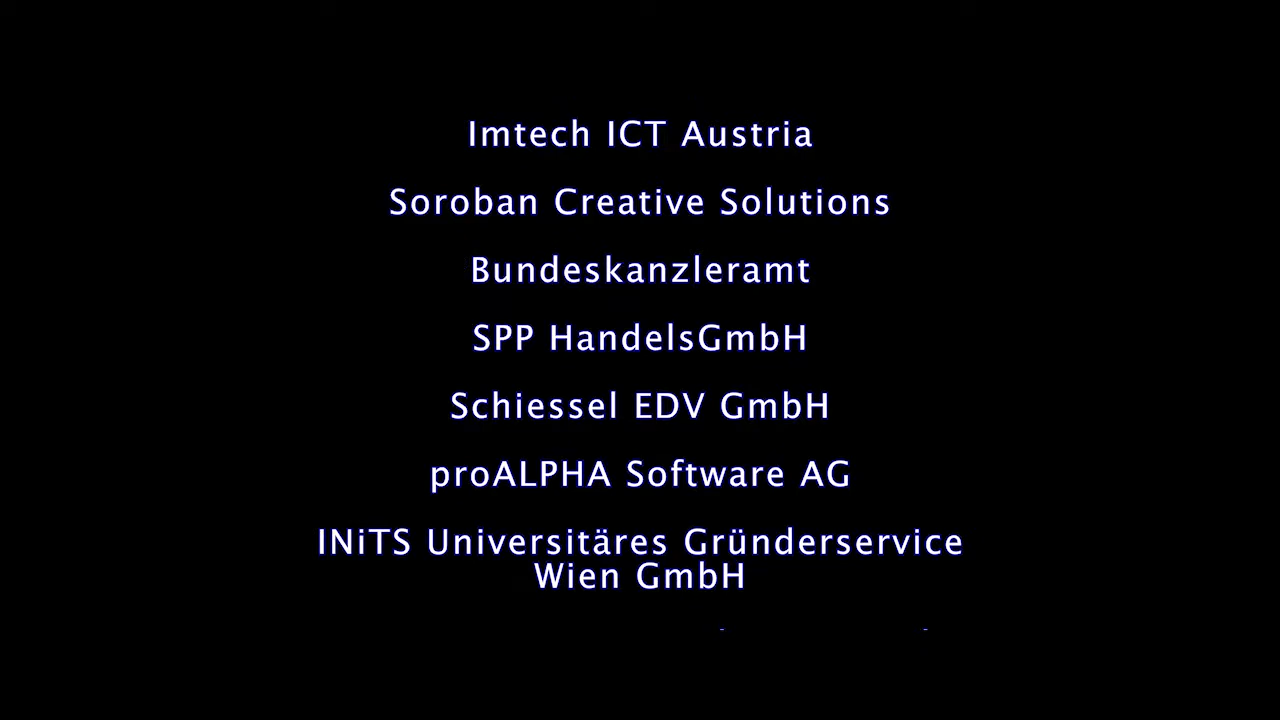 Imtech ICT Austria
Soroban Creative Solutions
Bundeskanzleramt
SPP HandelsGmbH
Schiessel EDV GmbH
proALPHA Software AG
INiTS Universitäres Gründerservice
Wien GmbH